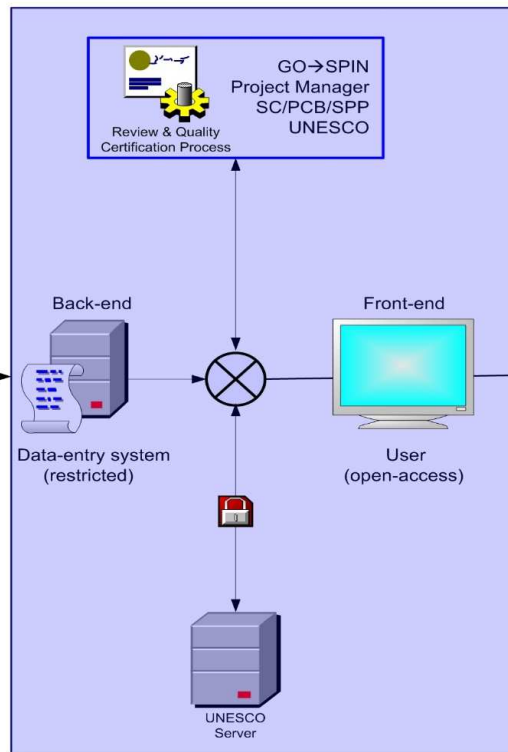 GO→SPIN
Project Manager
SC/PCB/SPP
UNESCO
Review & Quality
Certification Process
Back-end
Front-end
Data-entry system
(restricted)
User
(open-access)
UNESCO
Server